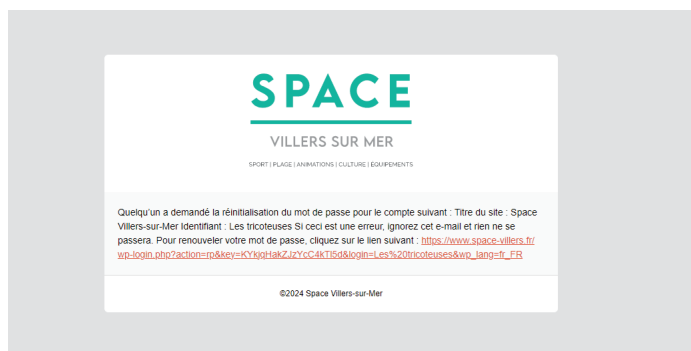 SPACE
VILLERS SUR MER
SPORT | PLAGE | ANIMATIONS | CULTURE | ÉQUIPEMENTS
Quelqu'un a demandé la réinitialisation du mot de passe pour le compte suivant : Titre du site : Space
Villers-sur-Mer Identifiant : Les tricoteuses Si ceci est une erreur, ignorez cet e-mail et rien ne se
passera. Pour renouveler votre mot de passe, cliquez sur le lien suivant : https://www.space-villers.fr/
wp-login.php?action=rp&key=KYkjqHakZJzYcC4kTI5d&login=Les%20tricoteuses&wp_lang=fr_FR
©2024 Space Villers-sur-Mer